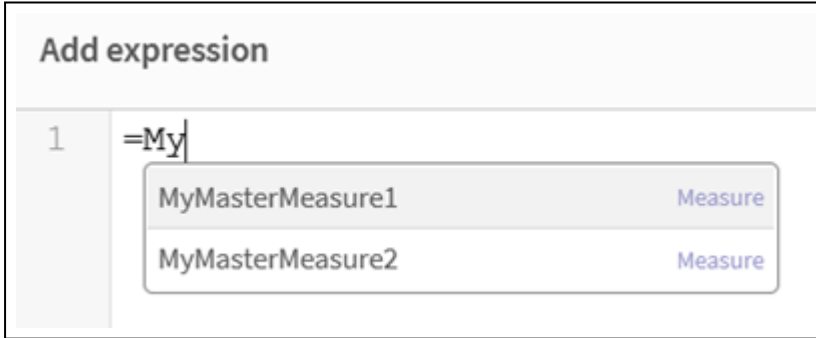 Add expression
1 =My
MyMasterMeasure1 Measure
MyMasterMeasure2 Measure